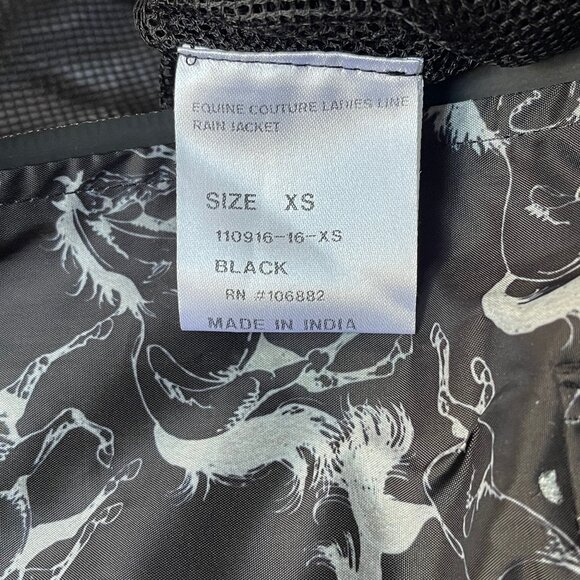 EQUINE COUTURE LADIES LINE
RAIN JACKET
SIZE XS
110916-16-XS
BLACK
RN #106882
MADE IN INDIA